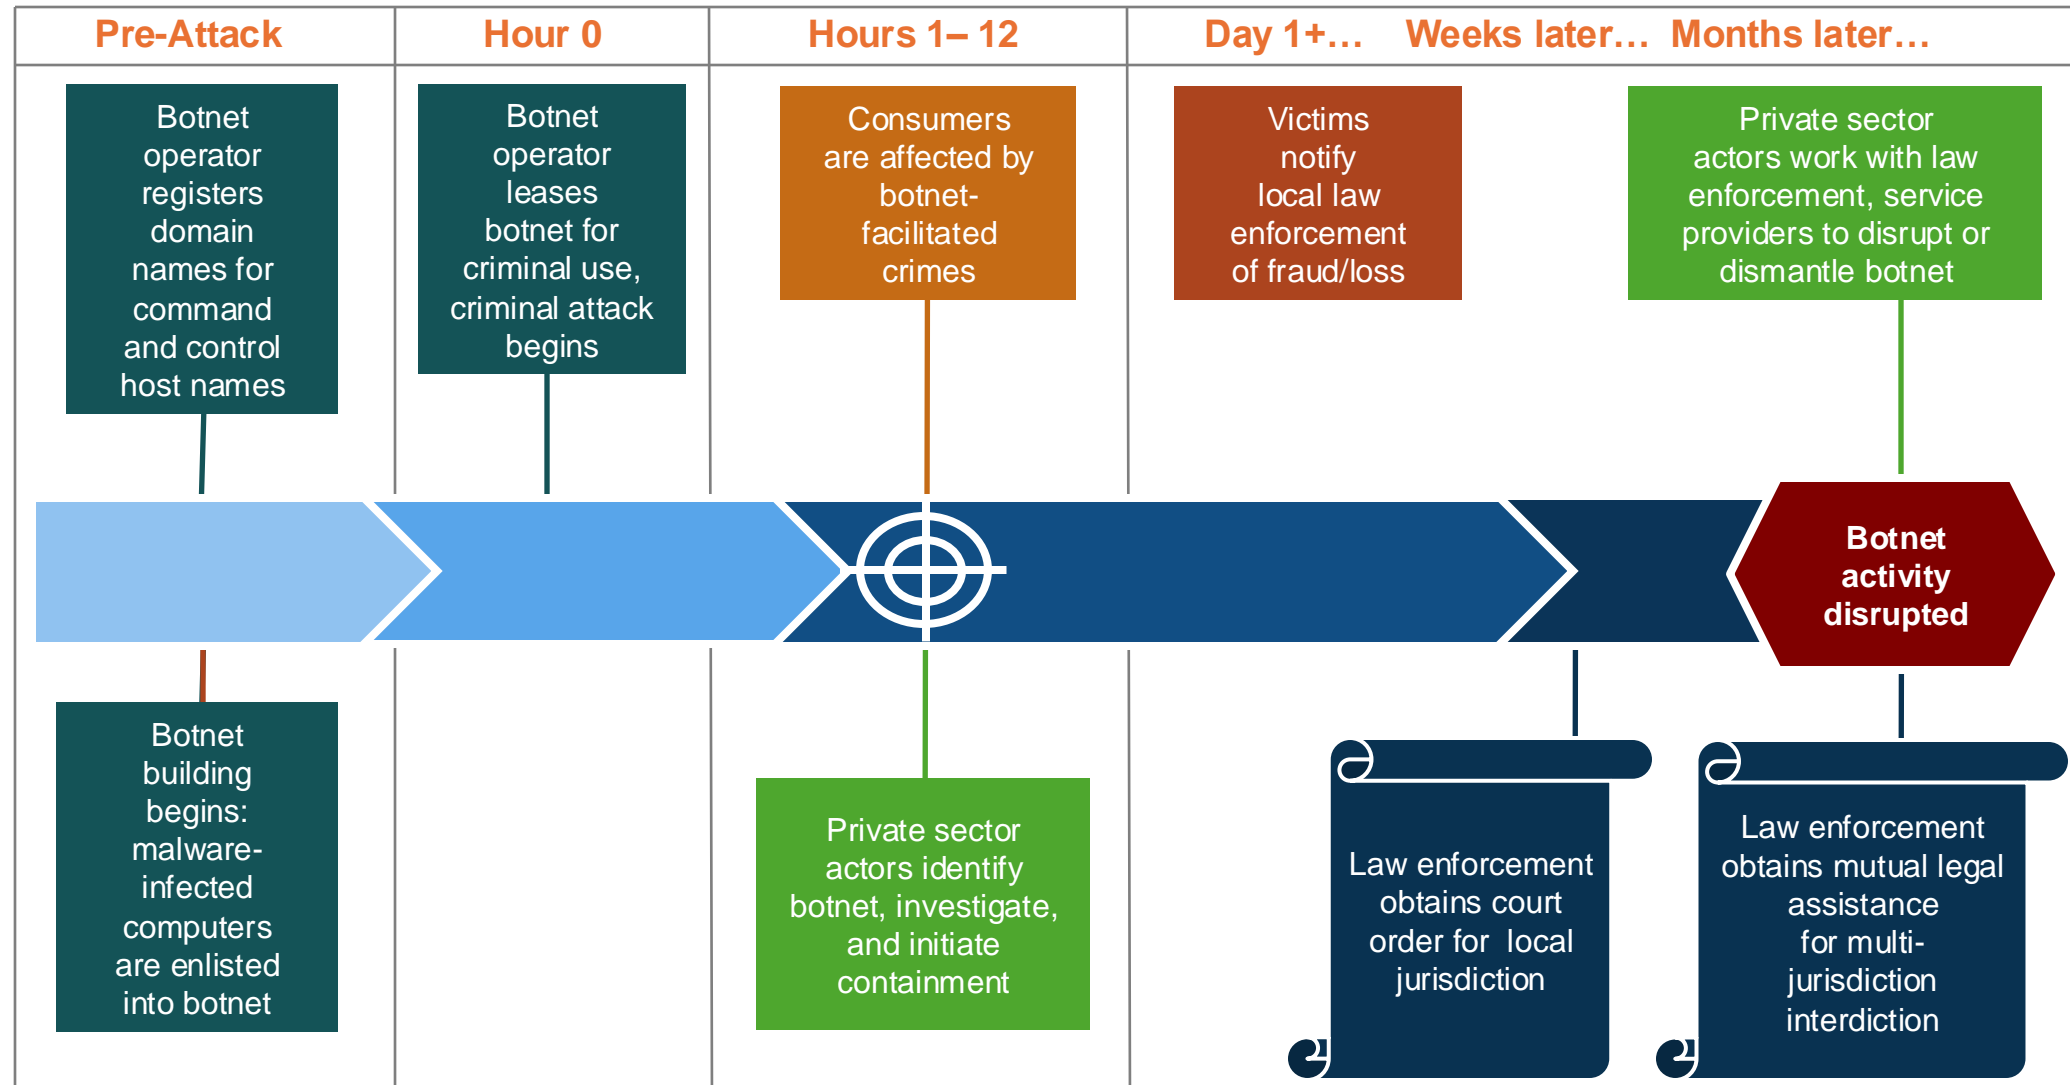 Pre-Attack
Hour 0
Hours 1– 12
Day 1+… Weeks later… Months later…
Botnet
operator
registers
domain
names for
command
and control
host names
Botnet
operator
leases
botnet for
criminal use,
criminal attack
begins
Consumers
are affected by
botnet-
facilitated
crimes
Victims
notify
local law
enforcement
of fraud/loss
Private sector
actors work with law
enforcement, service
providers to disrupt or
dismantle botnet
Botnet
activity
disrupted
Botnet
building
begins:
malware-
infected
computers
are enlisted
into botnet
Private sector
actors identify
botnet, investigate,
and initiate
containment
Law enforcement
obtains court
order for local
jurisdiction
Law enforcement
obtains mutual legal
assistance
for multi-
jurisdiction
interdiction